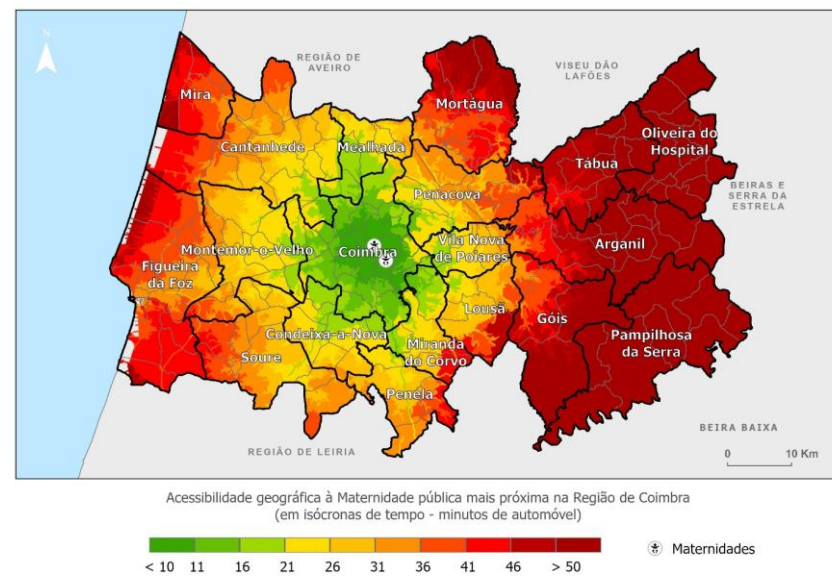 N
REGIÃO DE
AVEIRO
VISEU DÃO
LAFÕES
Mira
Mortágua
Cantanhede
Mealhada
Oliveira do
Hospital
Tábua
Penacova
BEIRAS E
SERRA DA
ESTRELA
Montemor-o-Velho
Coimbra
Vila Nova
de Poiares
Arganil
Figueira
da Foz
Lousã
Góis
Condeixa-a-Nova
Soure
Miranda
do Corvo
Pampilhosa
da Serra
Penela
BEIRA BAIXA
REGIÃO DE LEIRIA
0 10 Km
Acessibilidade geográfica à Maternidade pública mais próxima na Região de Coimbra
(em isócronas de tempo - minutos de automóvel)
< 10 11 16 21 26 31 36 41 46 > 50
Maternidades